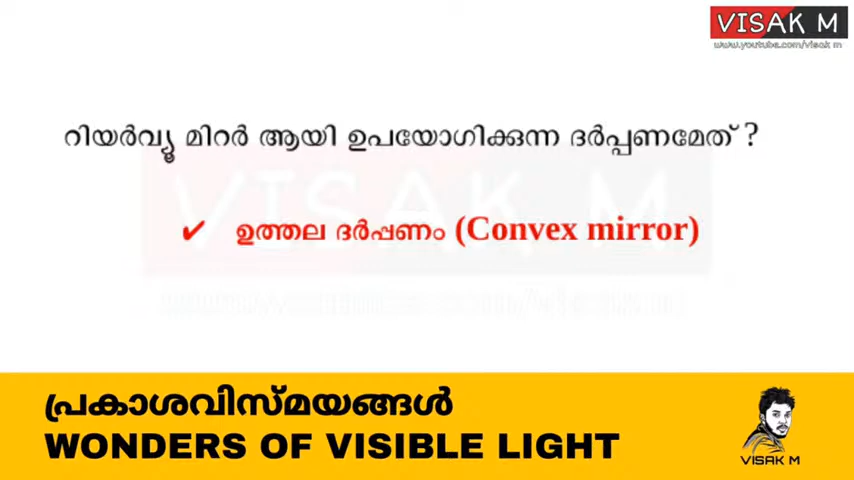 VISAK M
www.youtube.com/visak m
റിയർവ്യൂ മിറർ ആയി ഉപയോഗിക്കുന്ന ദർപ്പണമേത് ?
✔ ഉത്തല ദർപ്പണം (Convex mirror)
VISAK M
പ്രകാശവിസ്മയങ്ങൾ
WONDERS OF VISIBLE LIGHT
VISAK M